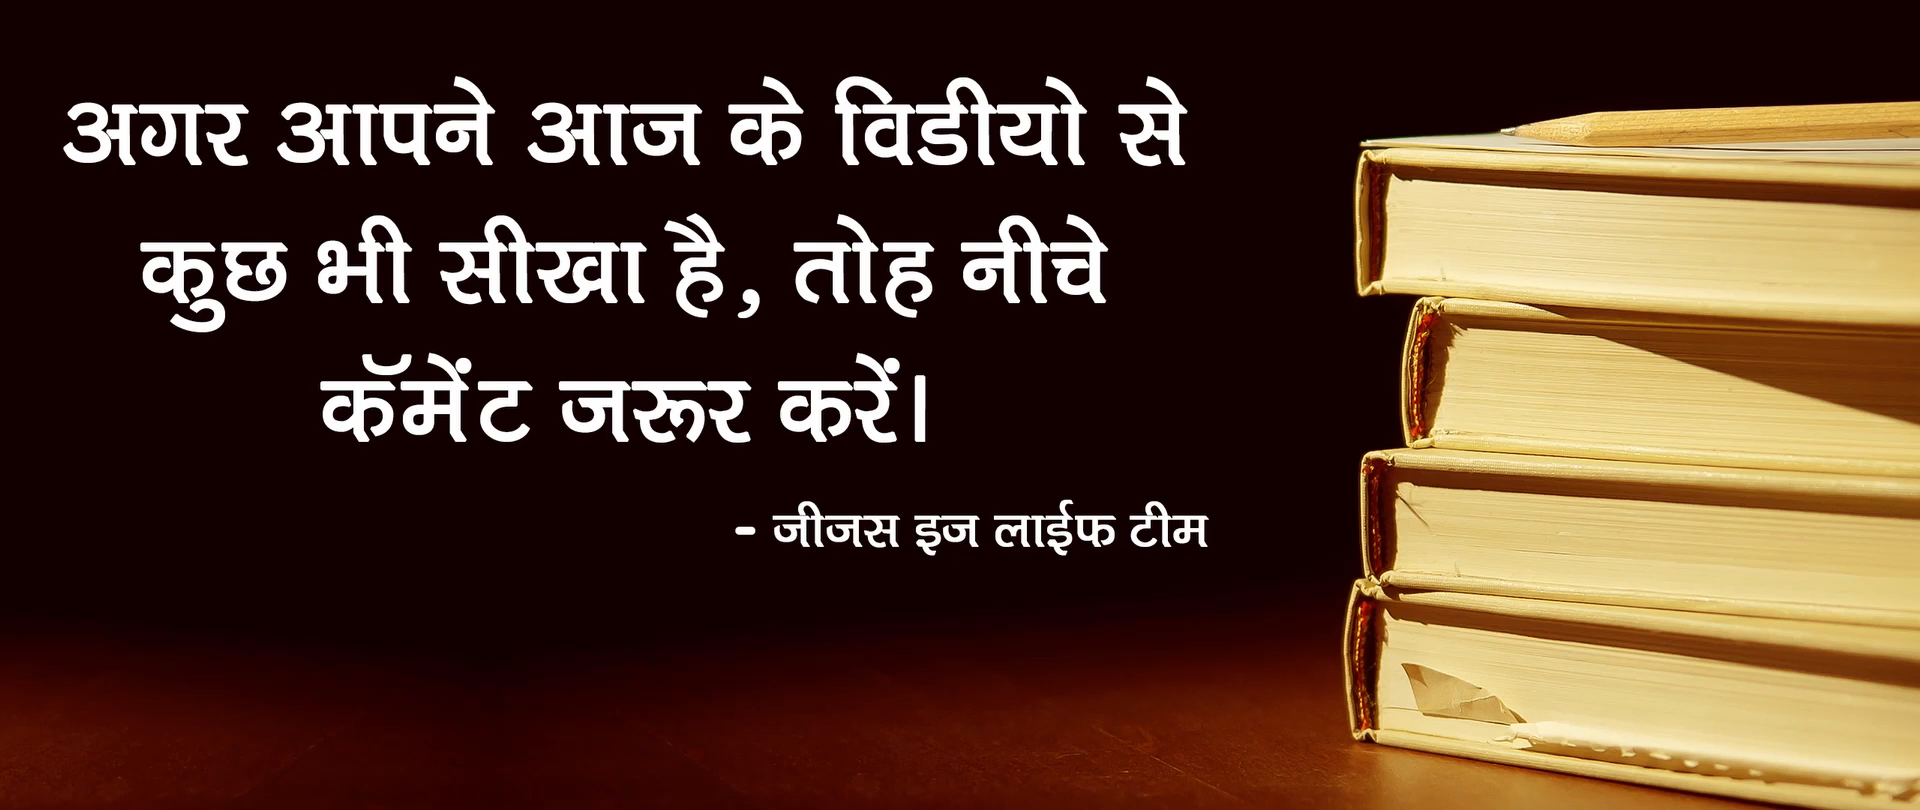 अगर आपने आज के विडीयो से
कुछ भी सीखा है, तोह नीचे
कॅमेंट जरूर करें।
- जीजस इज लाईफ टीम